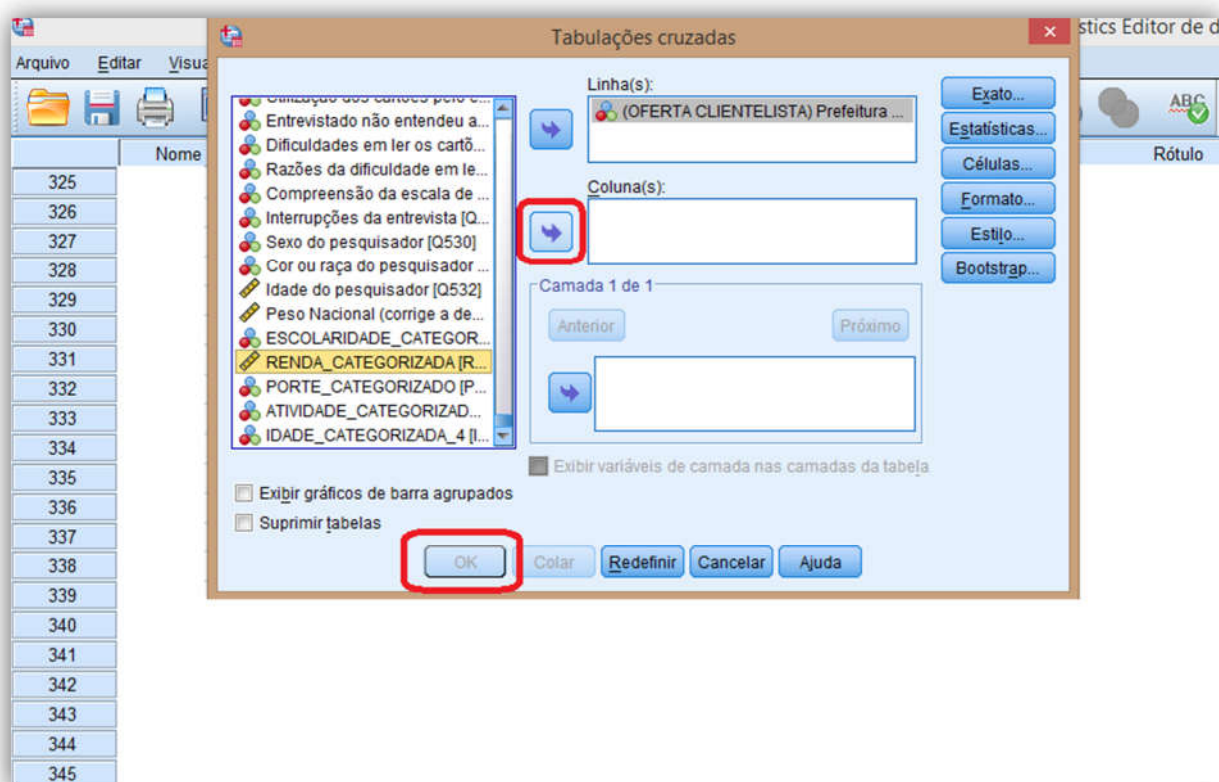 Tabulações cruzadas
stics Editor de d
Arquivo Editar Visua
Nome
Rótulo
ABC
325
326
327
328
329
330
331
332
333
334
335
336
337
338
339
340
341
342
343
344
345
Utilização dos cartões pelo e...
Entrevistado não entendeu a...
Dificuldades em ler os cartõ...
Razões da dificuldade em le...
Compreensão da escala de ...
Interrupções da entrevista [Q...
Sexo do pesquisador [Q530]
Cor ou raça do pesquisador ...
Idade do pesquisador [Q532]
Peso Nacional (corrige a de...
ESCOLARIDADE_CATEGOR...
RENDA_CATEGORIZADA [R...
PORTE_CATEGORIZADO [P...
ATIVIDADE_CATEGORIZAD...
IDADE_CATEGORIZADA_4 [I...
Linha(s):
(OFERTA CLIENTELISTA) Prefeitura ...
Coluna(s):
Camada 1 de 1
Anterior
Próximo
Exibir variáveis de camada nas camadas da tabela
Exato...
Estatísticas...
Células...
Formato...
Estilo...
Bootstrap...
Exibir gráficos de barra agrupados
Suprimir tabelas
OK
Colar
Redefinir
Cancelar
Ajuda